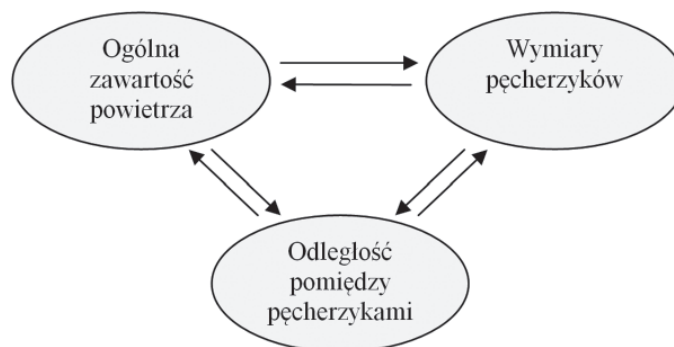 Ogólna
zawartość
powietrza
Wymiary
pęcherzyków
Odległość
pomiędzy
pęcherzykami